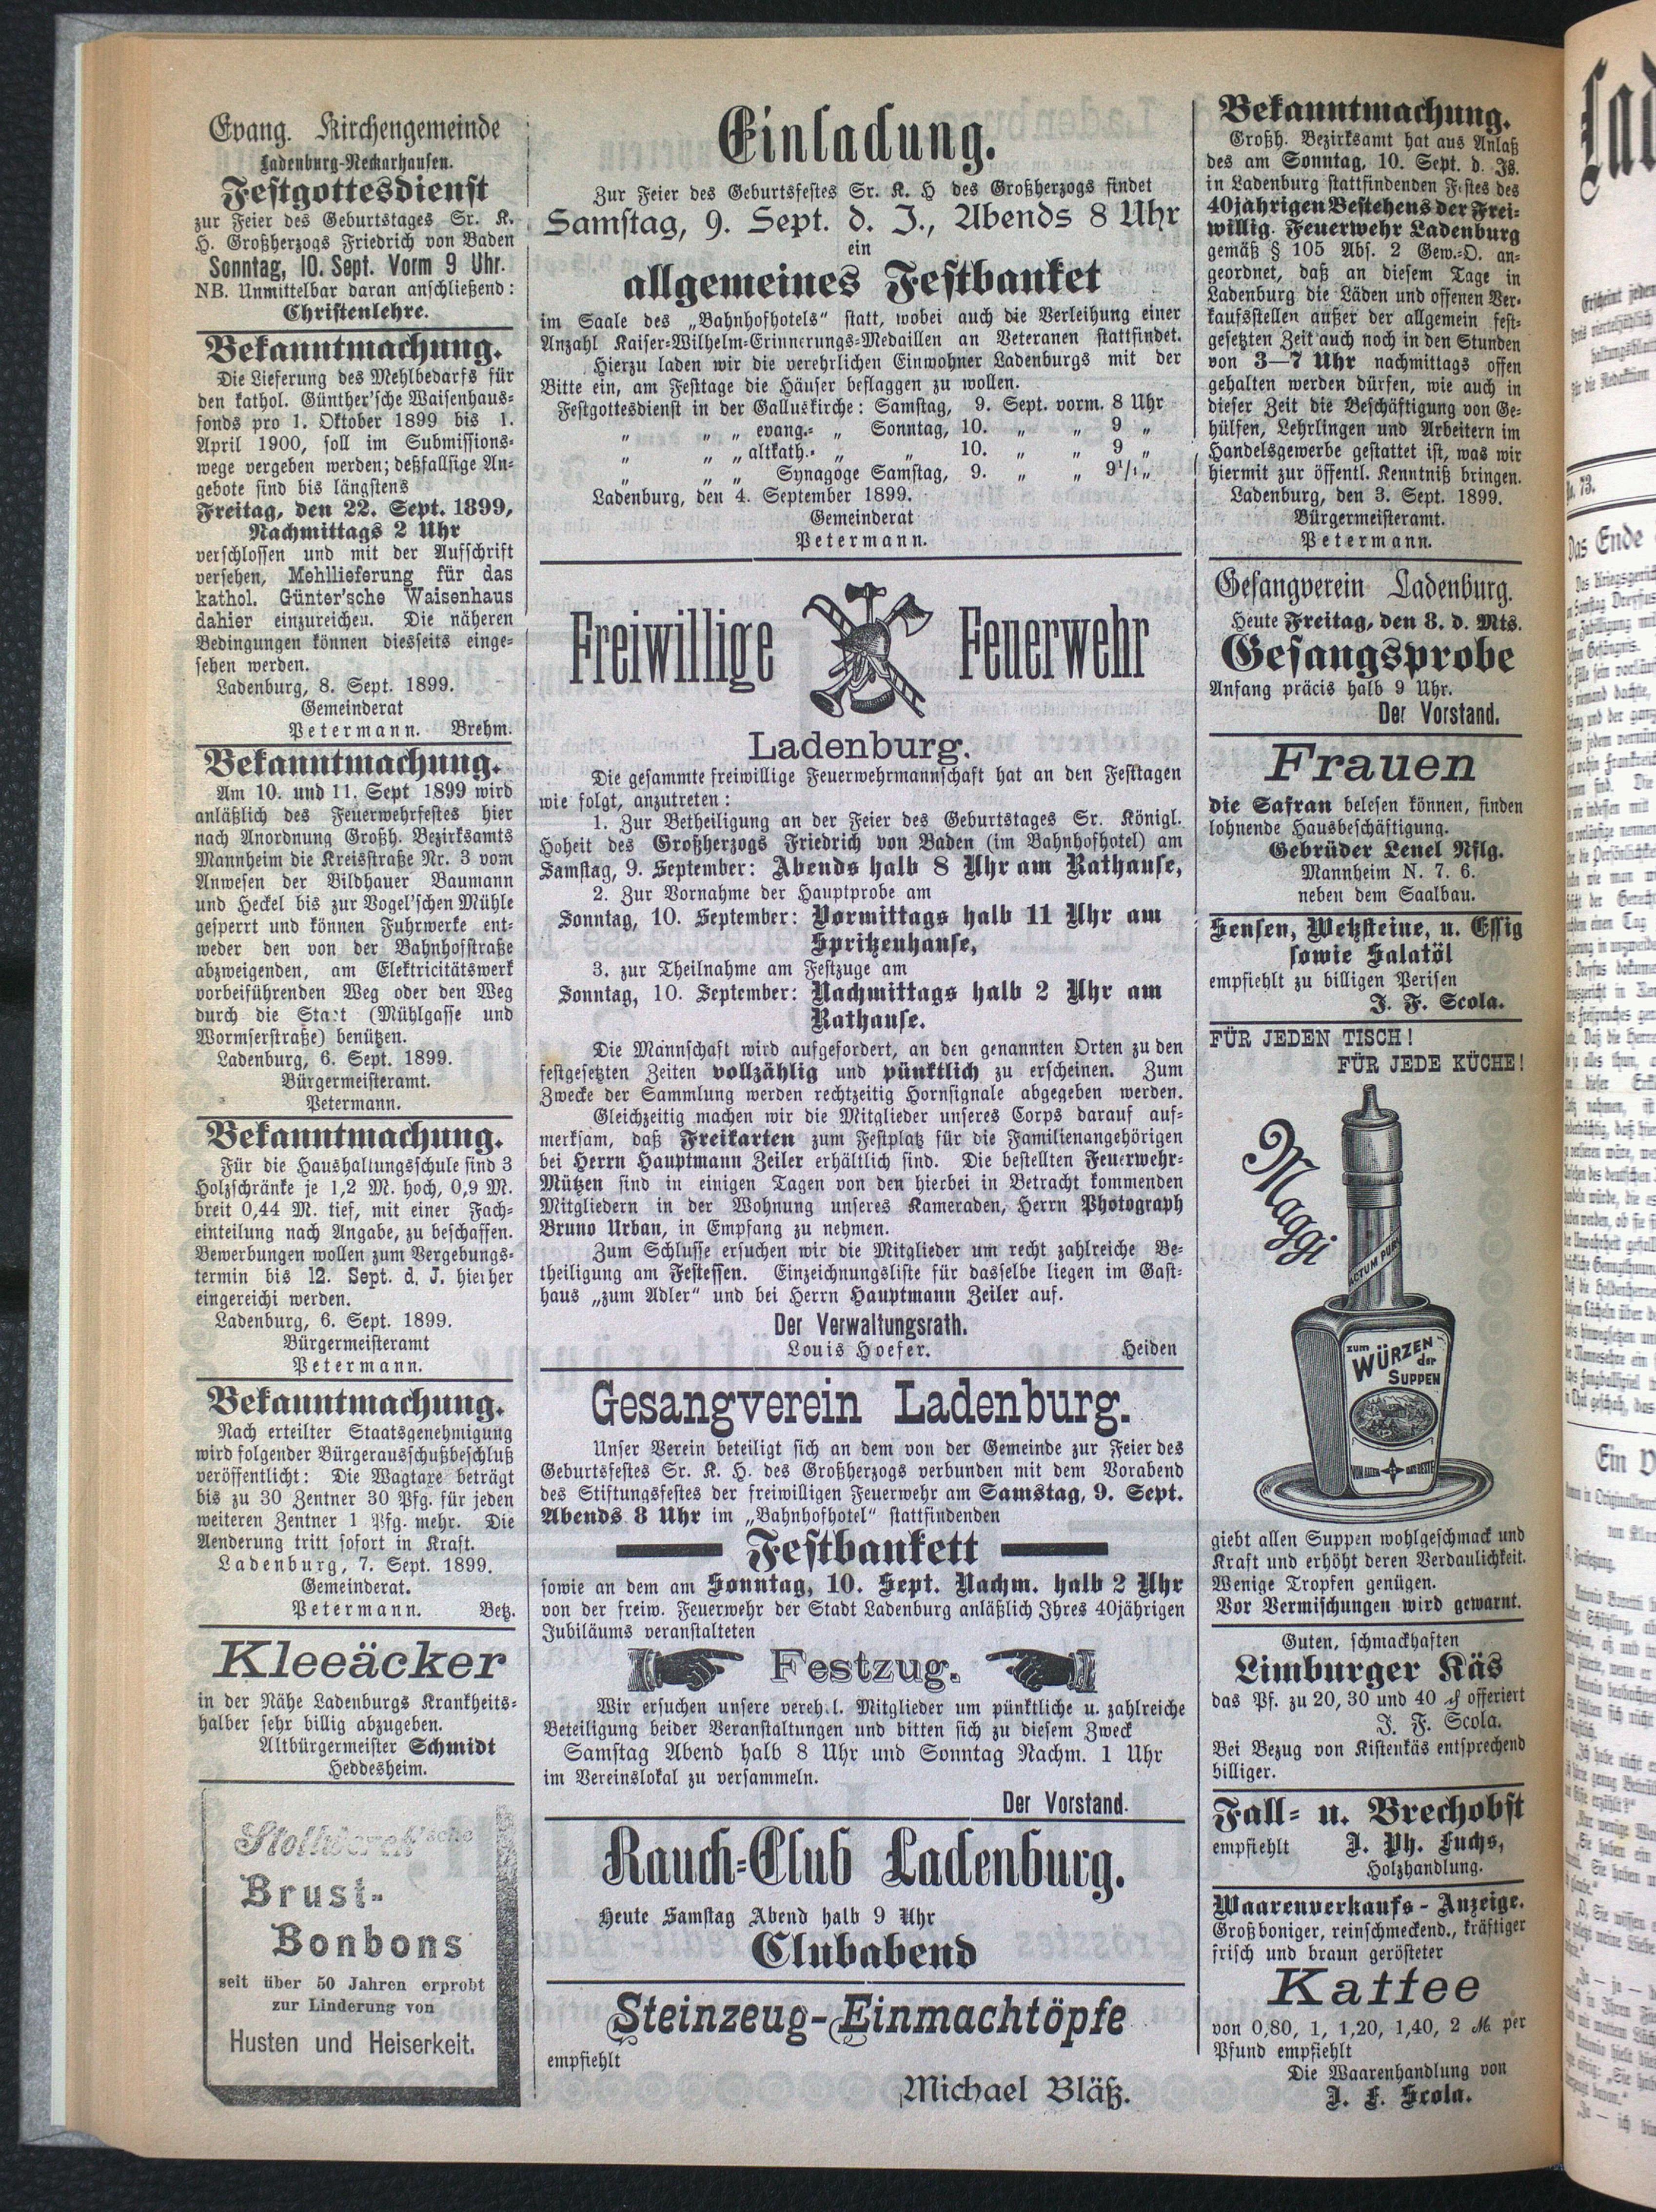 Evang. Kirchengemeinde
Ladenburg-Neckarhausen.
Festgottesdienst
zur Feier des Geburtstages Sr. K.
H. Großherzogs Friedrich von Baden
Sonntag, 10. Sept. Vorm 9 Uhr.
NB. Unmittelbar daran anschließend:
Christenlehre.
Bekanntmachung.
Die Lieferung des Mehlbedarfs für
den kathol. Günther'sche Waisenhaus-
fonds pro 1. Oktober 1899 bis 1.
April 1900, soll im Submissions-
wege vergeben werden; deßfallsige An-
gebote sind bis längstens
Freitag, den 22. Sept. 1899,
Nachmittags 2 Uhr
verschlossen und mit der Aufschrift
versehen, Mehllieferung für das
kathol. Günter'sche Waisenhaus
dahier einzureichen. Die näheren
Bedingungen können diesseits einge-
sehen werden.
Ladenburg, 8. Sept. 1899.
Gemeinderat
Petermann. Brehm.
Bekanntmachung.
Am 10. und 11. Sept 1899 wird
anläßlich des Feuerwehrfestes hier
nach Anordnung Großh. Bezirksamts
Mannheim die Kreisstraße Nr. 3 vom
Anwesen der Bildhauer Baumann
und Heckel bis zur Vogel'schen Mühle
gesperrt und können Fuhrwerke ent-
weder den von der Bahnhofstraße
abzweigenden, am Elektricitätswerk
vorbeiführenden Weg oder den Weg
durch die Stadt (Mühlgasse und
Wormserstraße) benützen.
Ladenburg, 6. Sept. 1899.
Bürgermeisteramt.
Petermann.
Bekanntmachung.
Für die Haushaltungsschule sind 3
Holzschränke je 1,2 M. hoch, 0,9 M.
breit 0,44 M. tief, mit einer Fach-
einteilung nach Angabe, zu beschaffen.
Bewerbungen wollen zum Vergebungs-
termin bis 12. Sept. d. J. hierher
eingereicht werden.
Ladenburg, 6. Sept. 1899.
Bürgermeisteramt
Petermann.
Bekanntmachung.
Nach erteilter Staatsgenehmigung
wird folgender Bürgerausschußbeschluß
veröffentlicht: Die Wagtaxe beträgt
bis zu 30 Zentner 30 Pfg. für jeden
weiteren Zentner 1 Pfg. mehr. Die
Aenderung tritt sofort in Kraft.
Ladenburg, 7. Sept. 1899.
Gemeinderat.
Petermann. Betz.
Kleeäcker
in der Nähe Ladenburgs Krankheits-
halber sehr billig abzugeben.
Altbürgermeister Schmidt
Heddesheim.
Stollwerck'sche
Brust-
Bonbons
seit über 50 Jahren erprobt
zur Linderung von
Husten und Heiserkeit.
Einladung.
Zur Feier des Geburtsfestes Sr. K. H des Großherzogs findet
Samstag, 9. Sept. d. J., Abends 8 Uhr
ein
allgemeines Festbanket
im Saale des „Bahnhofhotels“ statt, wobei auch die Verleihung einer
Anzahl Kaiser-Wilhelm-Erinnerungs-Medaillen an Veteranen stattfindet.
Hierzu laden wir die verehrlichen Einwohner Ladenburgs mit der
Bitte ein, am Festtage die Häuser beflaggen zu wollen.
Festgottesdienst in der Galluskirche: Samstag, 9. Sept. vorm. 8 Uhr
„ „ „ evang.- „ Sonntag, 10. „ „ 9 „
„ „ „ altkath.- „ „ 10. „ „ 9 „
„ „ „ Synagoge Samstag, 9. „ „ 9½ „
Ladenburg, den 4. September 1899.
Gemeinderat
Petermann.
Freiwillige Feuerwehr
Ladenburg.
Die gesammte freiwillige Feuerwehrmannschaft hat an den Festtagen
wie folgt, anzutreten:
1. Zur Betheiligung an der Feier des Geburtstages Sr. Königl.
Hoheit des Großherzogs Friedrich von Baden (im Bahnhofhotel) am
Samstag, 9. September: Abends halb 8 Uhr am Rathause,
2. Zur Vornahme der Hauptprobe am
Sonntag, 10. September: Vormittags halb 11 Uhr am
Spritzenhause,
3. zur Theilnahme am Festzuge am
Sonntag, 10. September: Nachmittags halb 2 Uhr am
Rathause.
Die Mannschaft wird aufgefordert, an den genannten Orten zu den
festgesetzten Zeiten vollzählig und pünktlich zu erscheinen. Zum
Zwecke der Sammlung werden rechtzeitig Hornsignale abgegeben werden.
Gleichzeitig machen wir die Mitglieder unseres Corps darauf auf-
merksam, daß Freikarten zum Festplatz für die Familienangehörigen
bei Herrn Hauptmann Zeiler erhältlich sind. Die bestellten Feuerwehr-
Mützen sind in einigen Tagen von den hierbei in Betracht kommenden
Mitgliedern in der Wohnung unseres Kameraden, Herrn Photograph
Bruno Urban, in Empfang zu nehmen.
Zum Schlusse ersuchen wir die Mitglieder um recht zahlreiche Be-
theiligung am Festessen. Einzeichnungsliste für dasselbe liegen im Gast-
haus „zum Adler“ und bei Herrn Hauptmann Zeiler auf.
Der Verwaltungsrath.
Louis Hoefer. Heiden
Gesangverein Ladenburg.
Unser Verein beteiligt sich an dem von der Gemeinde zur Feier des
Geburtsfestes Sr. K. H. des Großherzogs verbunden mit dem Vorabend
des Stiftungsfestes der freiwilligen Feuerwehr am Samstag, 9. Sept.
Abends 8 Uhr im „Bahnhofhotel“ stattfindenden
Festbankett
sowie an dem am Sonntag, 10. Sept. Nachm. halb 2 Uhr
von der freiw. Feuerwehr der Stadt Ladenburg anläßlich Ihres 40jährigen
Jubiläums veranstalteten
Festzug.
Wir ersuchen unsere verehrl. Mitglieder um pünktliche u. zahlreiche
Beteiligung beider Veranstaltungen und bitten sich zu diesem Zweck
Samstag Abend halb 8 Uhr und Sonntag Nachm. 1 Uhr
im Vereinslokal zu versammeln.
Der Vorstand.
Rauch-Club Ladenburg.
Heute Samstag Abend halb 9 Uhr
Clubabend
Steinzeug-Einmachtöpfe
empfiehlt
Michael Bläß.
Bekanntmachung.
Großh. Bezirksamt hat aus Anlaß
des am Sonntag, 10. Sept. d. Js.
in Ladenburg stattfindenden Festes des
40jährigen Bestehens der Frei-
willig. Feuerwehr Ladenburg
gemäß § 105 Abs. 2 Gew.-O. an-
geordnet, daß an diesem Tage in
Ladenburg die Läden und offenen Ver-
kaufsstellen außer der allgemein fest-
gesetzten Zeit auch noch in den Stunden
von 3—7 Uhr nachmittags offen
gehalten werden dürfen, wie auch in
dieser Zeit die Beschäftigung von Ge-
hülfen, Lehrlingen und Arbeitern im
Handelsgewerbe gestattet ist, was wir
hiermit zur öffentl. Kenntniß bringen.
Ladenburg, den 3. Sept. 1899.
Bürgermeisteramt.
Petermann.
Gesangverein Ladenburg.
Heute Freitag, den 8. d. Mts.
Gesangsprobe
Anfang präcis halb 9 Uhr.
Der Vorstand.
Frauen
die Safran belesen können, finden
lohnende Hausbeschäftigung.
Gebrüder Lenel Nflg.
Mannheim N. 7. 6.
neben dem Saalbau.
Sensen, Wetzsteine, u. Essig
sowie Salatöl
empfiehlt zu billigen Perisen
J. F. Scola.
FÜR JEDEN TISCH!
FÜR JEDE KÜCHE!
Maggi
ZUM WÜRZEN
der
SUPPEN
giebt allen Suppen wohlgeschmack und
Kraft und erhöht deren Verdaulichkeit.
Wenige Tropfen genügen.
Vor Vermischungen wird gewarnt.
Guten, schmackhaften
Limburger Käs
das Pf. zu 20, 30 und 40 ₰ offeriert
J. F. Scola.
Bei Bezug von Kistenkäs entsprechend
billiger.
Fall- u. Brechobst
empfiehlt J. Ph. Fuchs,
Holzhandlung.
Waarenverkaufs-Anzeige.
Großboniger, reinschmeckend., kräftiger
frisch und braun gerösteter
Kaffee
von 0,80, 1, 1,20, 1,40, 2 M. per
Pfund empfiehlt
Die Waarenhandlung von
J. F. Scola.
No. 73.
Das Ende